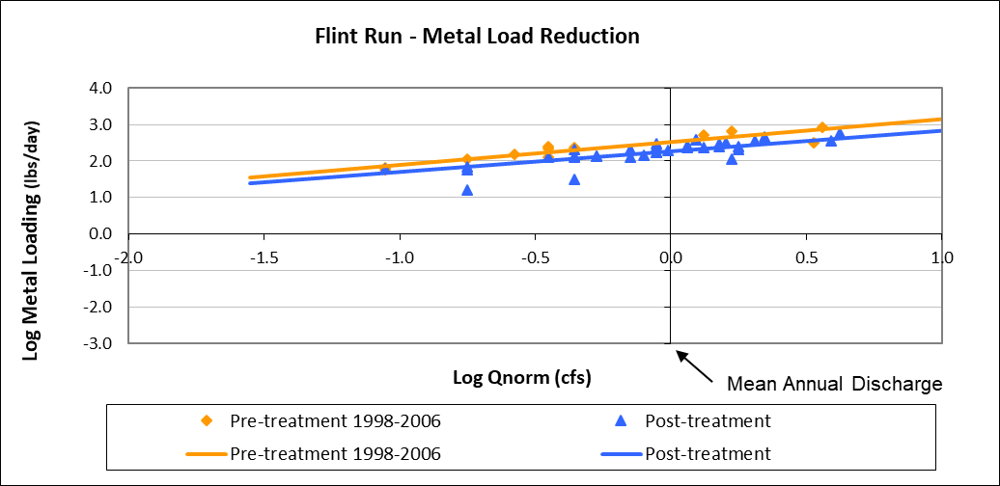 Flint Run - Metal Load Reduction
Log Metal Loading (lbs/day)
4.0
3.0
2.0
1.0
0.0
-1.0
-2.0
-3.0
-2.0 -1.5 -1.0 -0.5 0.0 0.5 1.0
Log Qnorm (cfs)
Mean Annual Discharge
Pre-treatment 1998-2006 Post-treatment
Pre-treatment 1998-2006 Post-treatment